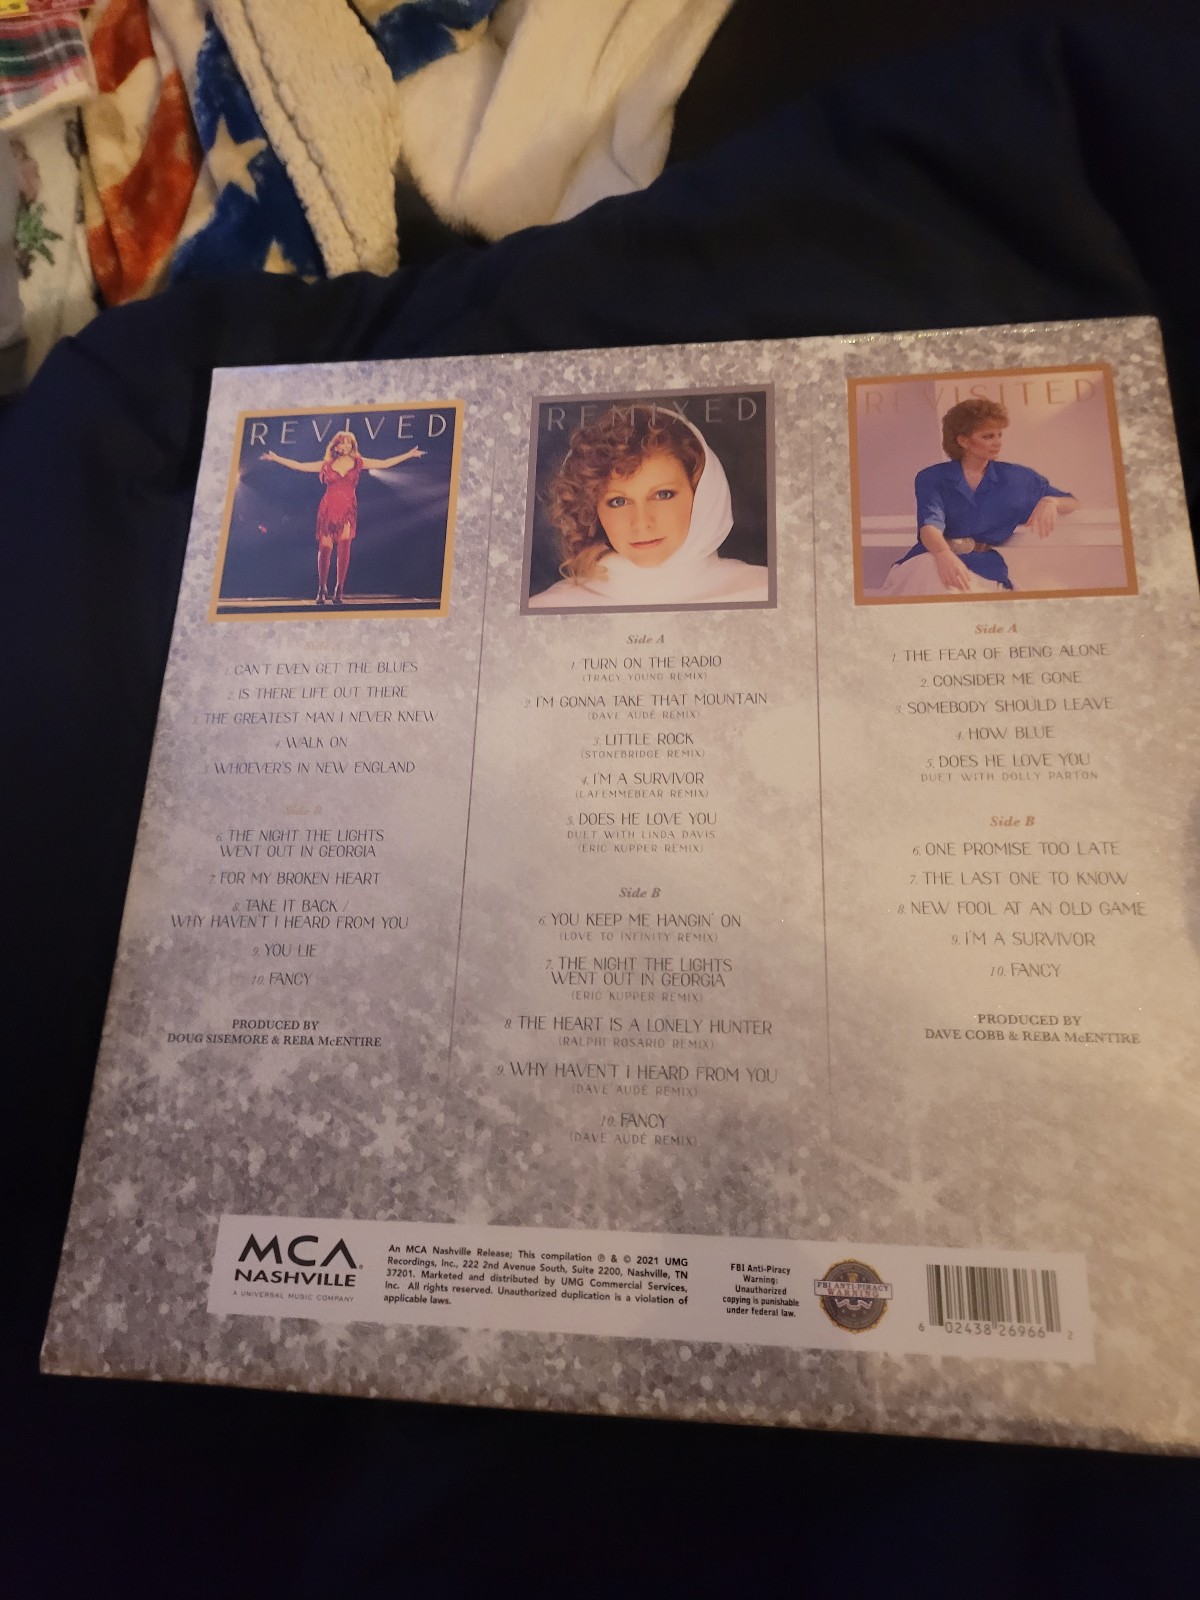 REVIVED
1. CAN'T EVEN GET THE BLUES
2. IS THERE LIFE OUT THERE
3. THE GREATEST MAN I NEVER KNEW
4. WALK ON
5. WHOEVER'S IN NEW ENGLAND
Side B
6. THE NIGHT THE LIGHTS
WENT OUT IN GEORGIA
7. FOR MY BROKEN HEART
8. TAKE IT BACK /
WHY HAVEN'T I HEARD FROM YOU
9. YOU LIE
10. FANCY
PRODUCED BY
DOUG SISEMORE & REBA McENTIRE
REMIXED
Side A
1. TURN ON THE RADIO
(TRACY YOUNG REMIX)
2. I'M GONNA TAKE THAT MOUNTAIN
(DAVE AUDÉ REMIX)
3. LITTLE ROCK
(STONEBRIDGE REMIX)
4. I'M A SURVIVOR
(LAFEMMEBEAR REMIX)
5. DOES HE LOVE YOU
DUET WITH LINDA DAVIS
(ERIC KUPPER REMIX)
Side B
6. YOU KEEP ME HANGIN' ON
(LOVE TO INFINITY REMIX)
7. THE NIGHT THE LIGHTS
WENT OUT IN GEORGIA
(ERIC KUPPER REMIX)
8. THE HEART IS A LONELY HUNTER
(RALPHI ROSARIO REMIX)
9. WHY HAVEN'T I HEARD FROM YOU
(DAVE AUDÉ REMIX)
10. FANCY
(DAVE AUDÉ REMIX)
REVISITED
Side A
1. THE FEAR OF BEING ALONE
2. CONSIDER ME GONE
3. SOMEBODY SHOULD LEAVE
4. HOW BLUE
5. DOES HE LOVE YOU
DUET WITH DOLLY PARTON
Side B
6. ONE PROMISE TOO LATE
7. THE LAST ONE TO KNOW
8. NEW FOOL AT AN OLD GAME
9. I'M A SURVIVOR
10. FANCY
PRODUCED BY
DAVE COBB & REBA McENTIRE
MCA
NASHVILLE
A UNIVERSAL MUSIC COMPANY
An MCA Nashville Release; This compilation ℗ & © 2021 UMG
Recordings, Inc., 222 2nd Avenue South, Suite 2200, Nashville, TN
37201. Marketed and distributed by UMG Commercial Services,
Inc. All rights reserved. Unauthorized duplication is a violation of
applicable laws.
FBI Anti-Piracy
Warning:
Unauthorized
copying is punishable
under federal law.
FBI ANTI-PIRACY
WARNING
6 02438 26966 2